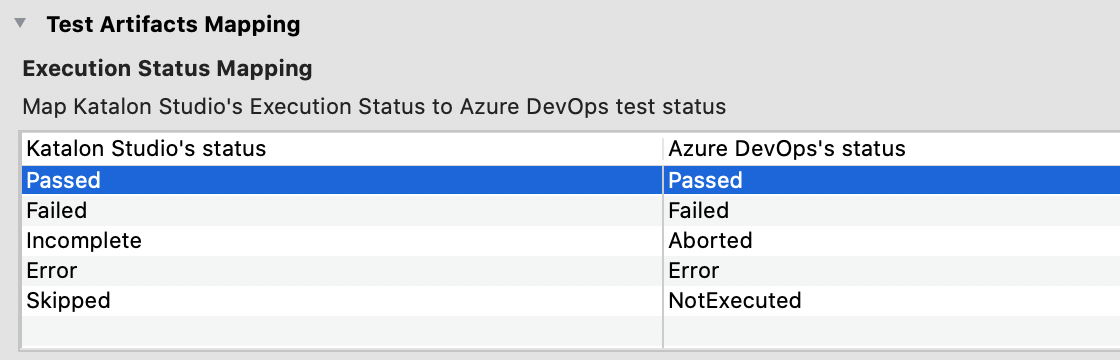 Test Artifacts Mapping
Execution Status Mapping
Map Katalon Studio's Execution Status to Azure DevOps test status
Katalon Studio's status Azure DevOps's status
Passed Passed
Failed Failed
Incomplete Aborted
Error Error
Skipped NotExecuted